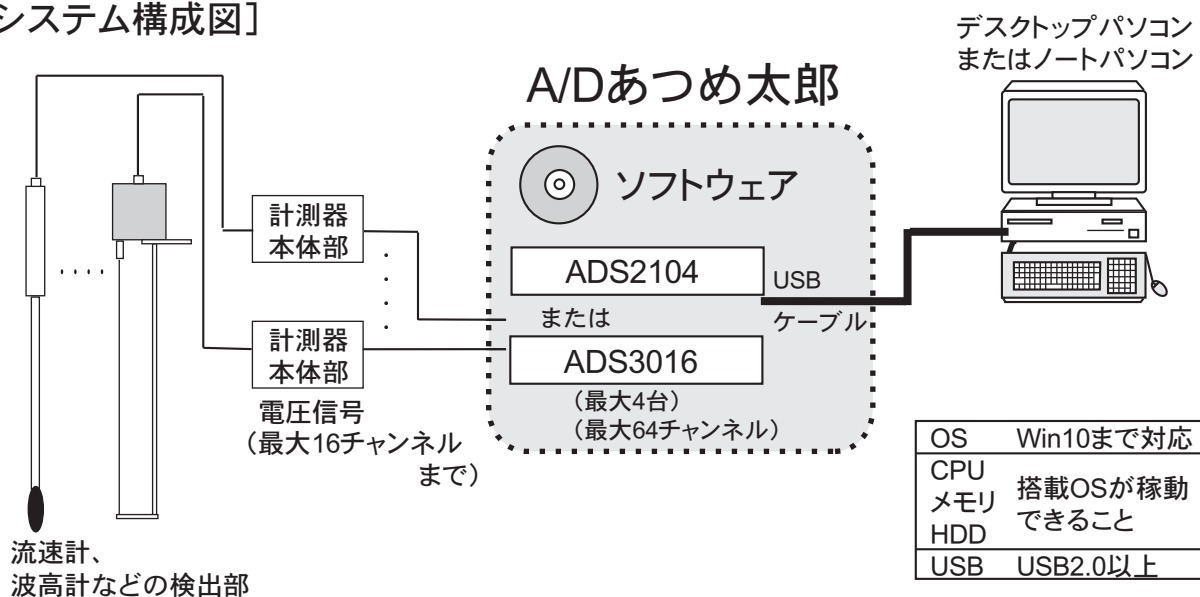 システム構成図］
デスクトップパソコン
またはノートパソコン
A/Dあつめ太郎
ソフトウェア
計測器
本体部
ADS2104
USB
または
ケーブル
計測器
本体部
ADS3016
（最大4台）
（最大64チャンネル）
電圧信号
（最大16チャンネル
まで）
OS Win10まで対応
CPU
メモリ
HDD
搭載OSが稼動
できること
USB USB2.0以上
流速計、
波高計などの検出部